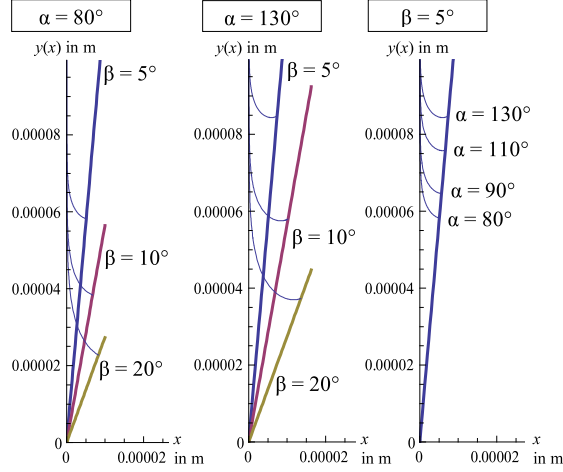 α = 80°
y(x) in m
β = 5°
0.00008
0.00006
β = 10°
0.00004
0.00002
β = 20°
0
x
0
0.00002
in m
α = 130°
y(x) in m
β = 5°
0.00008
0.00006
β = 10°
0.00004
β = 20°
0.00002
0
x
0
0.00002
in m
β = 5°
y(x) in m
0.00008
α = 130°
α = 110°
α = 90°
0.00006
α = 80°
0.00004
0.00002
0
x
0
0.00002
in m